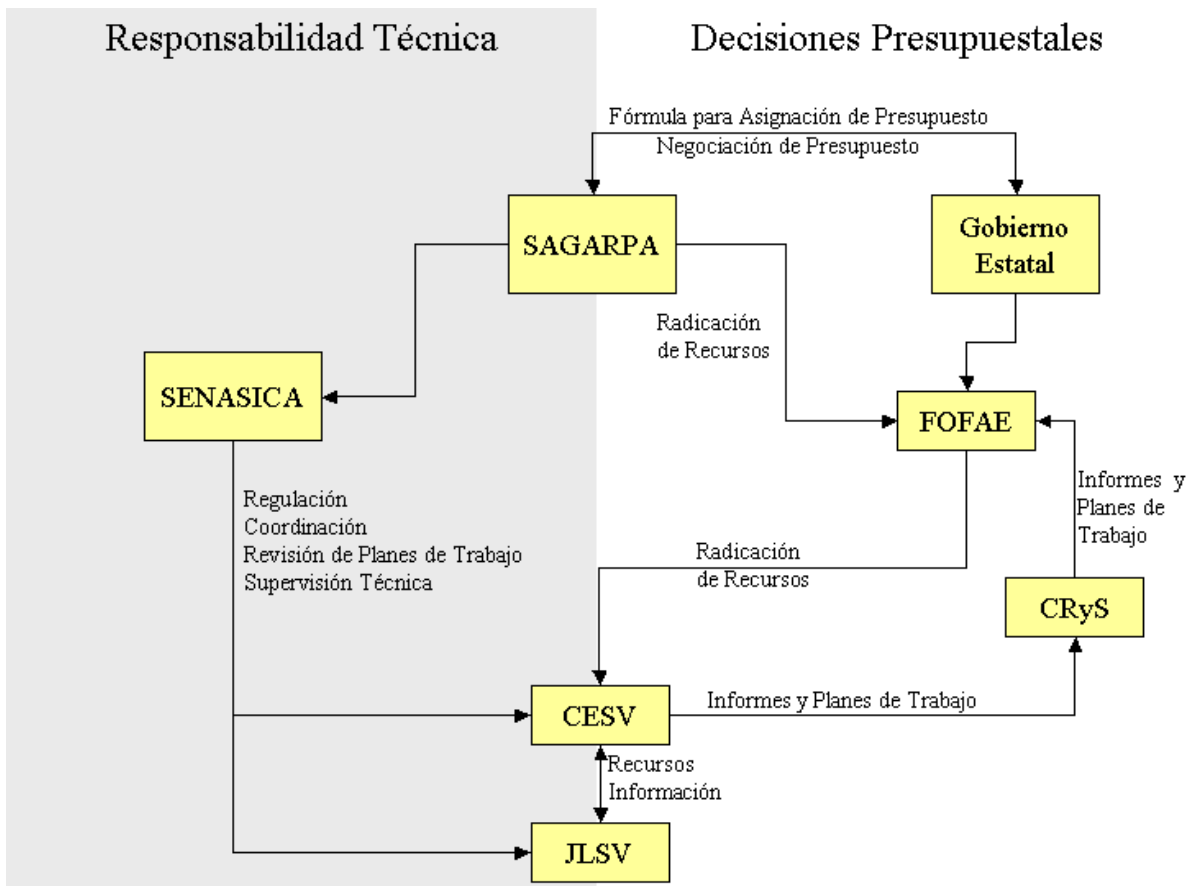 Responsabilidad Técnica
Decisiones Presupuestales
Fórmula para Asignación de Presupuesto
Negociación de Presupuesto
SAGARPA
Gobierno
Estatal
Radicación
de Recursos
SENASICA
FOFAE
Regulación
Coordinación
Revisión de Planes de Trabajo
Supervisión Técnica
Informes y
Planes de
Trabajo
Radicación
de Recursos
CRyS
CESV
Informes y Planes de Trabajo
Recursos
Información
JLSV